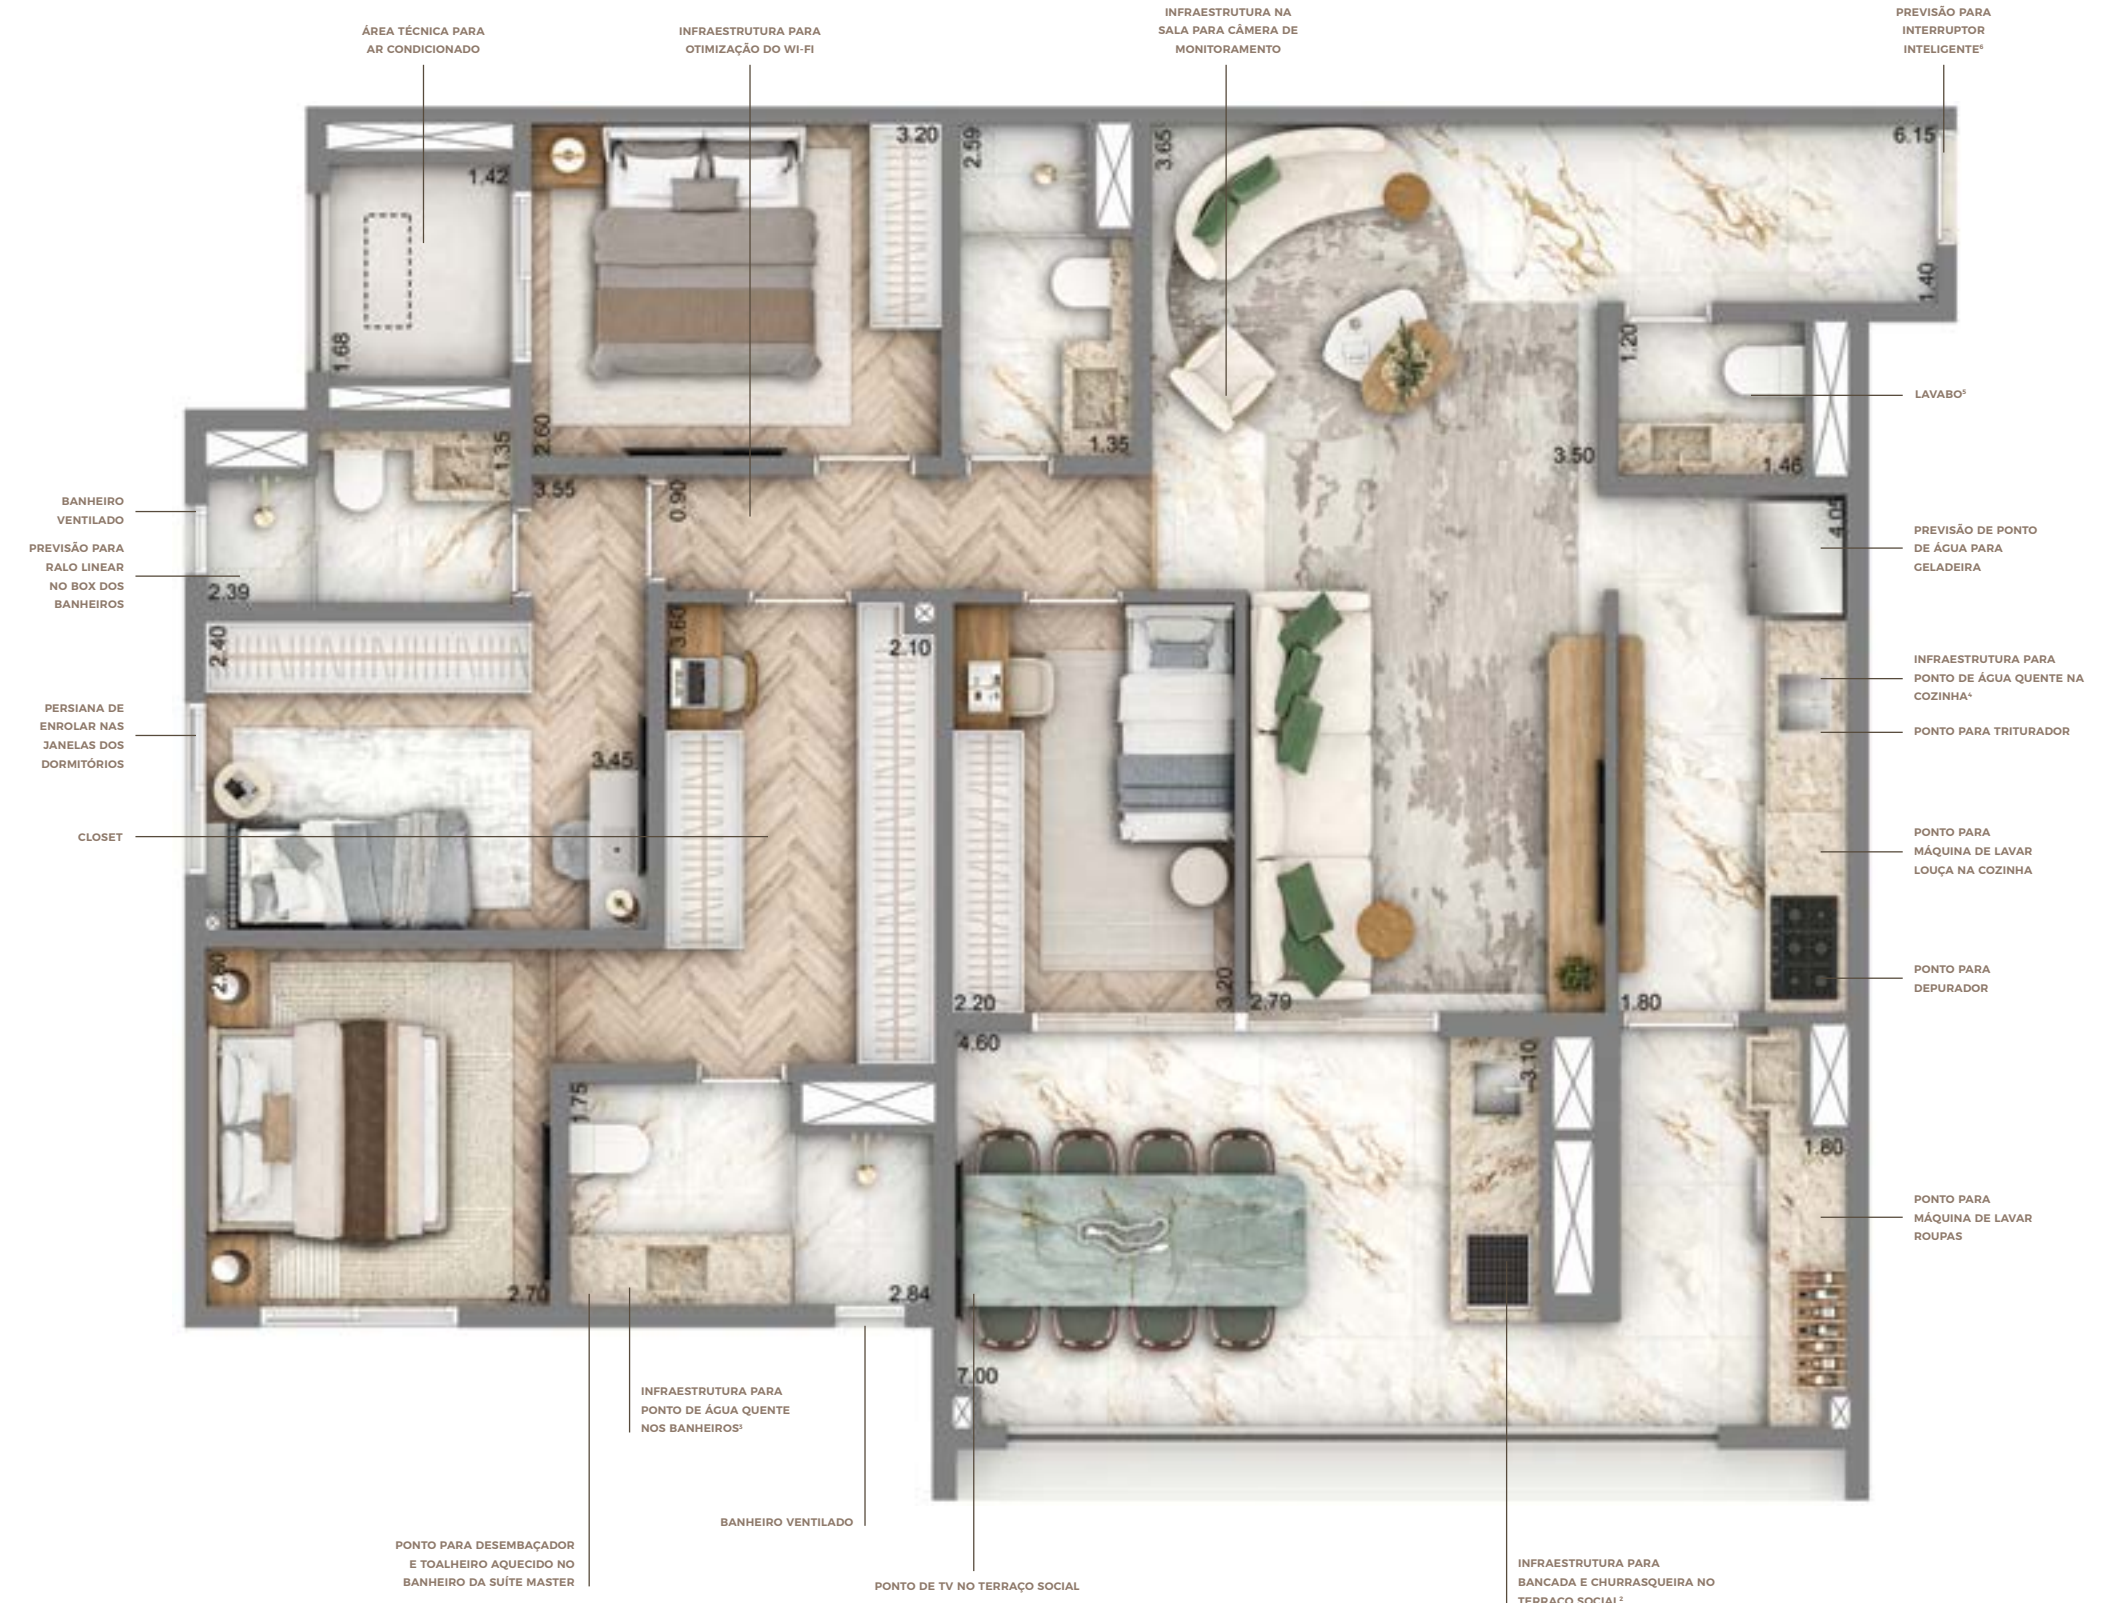 ÁREA TÉCNICA PARA
AR CONDICIONADO
INFRAESTRUTURA PARA
OTIMIZAÇÃO DO WI-FI
INFRAESTRUTURA NA
SALA PARA CÂMERA DE
MONITORAMENTO
PREVISÃO PARA
INTERRUPTOR
INTELIGENTE⁶
1.42
1.68
3.20
2.60
2.59
1.35
3.65
6.15
1.40
1.20
1.46
LAVABO⁵
3.50
1.35
2.39
3.55
0.90
4.05
BANHEIRO
VENTILADO
PREVISÃO PARA
RALO LINEAR
NO BOX DOS
BANHEIROS
PREVISÃO DE PONTO
DE ÁGUA PARA
GELADEIRA
2.40
3.45
3.60
2.10
PERSIANA DE
ENROLAR NAS
JANELAS DOS
DORMITÓRIOS
CLOSET
INFRAESTRUTURA PARA
PONTO DE ÁGUA QUENTE NA
COZINHA⁴
PONTO PARA TRITURADOR
PONTO PARA
MÁQUINA DE LAVAR
LOUÇA NA COZINHA
PONTO PARA
DEPURADOR
2.20
3.20
2.79
1.80
2.70
1.75
2.84
4.60
3.10
7.00
1.80
PONTO PARA
MÁQUINA DE LAVAR
ROUPAS
INFRAESTRUTURA PARA
PONTO DE ÁGUA QUENTE
NOS BANHEIROS³
BANHEIRO VENTILADO
PONTO PARA DESEMBAÇADOR
E TOALHEIRO AQUECIDO NO
BANHEIRO DA SUÍTE MASTER
PONTO DE TV NO TERRAÇO SOCIAL
INFRAESTRUTURA PARA
BANCADA E CHURRASQUEIRA NO
TERRAÇO SOCIAL²